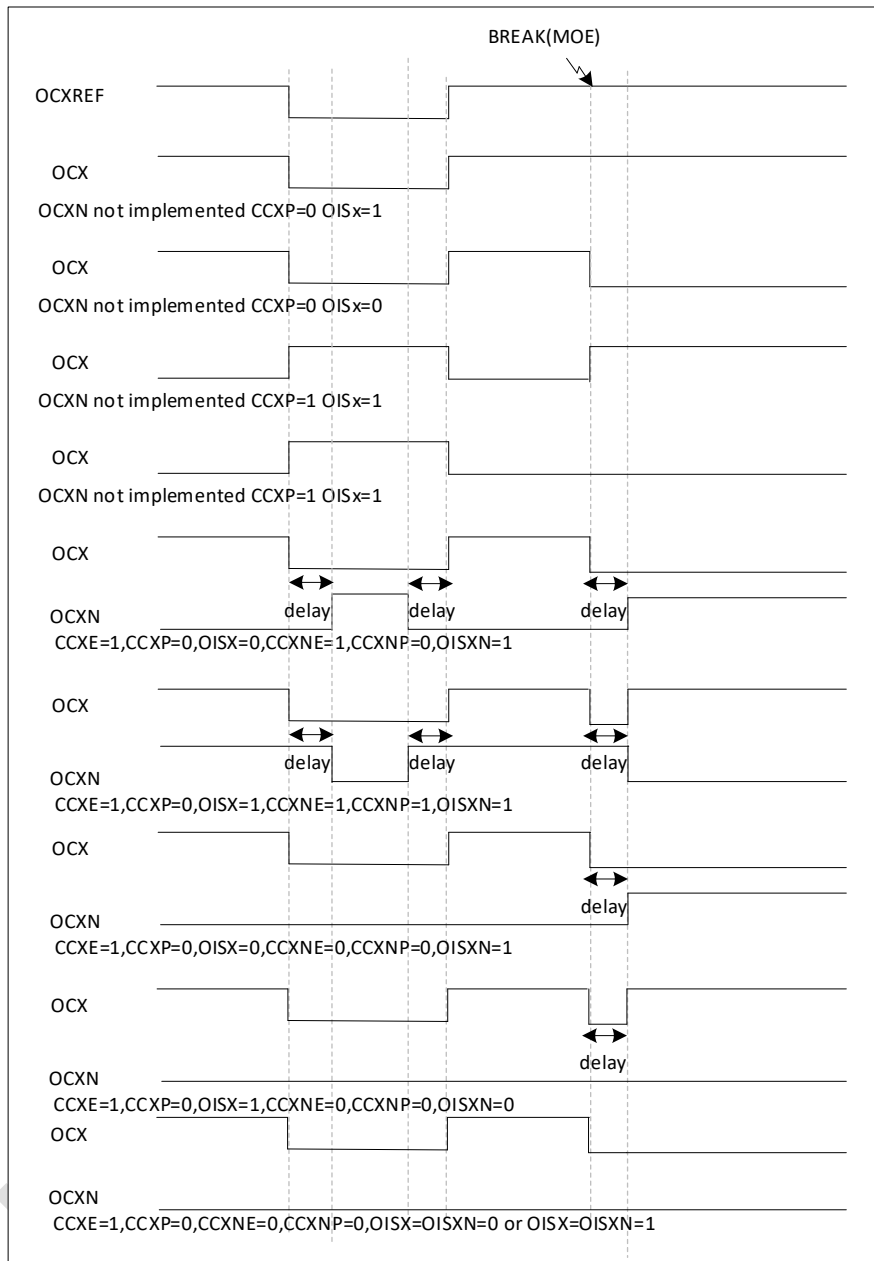 BREAK(MOE)
OCXREF
OCX
OCXN not implemented CCXP=0 OISx=1
OCX
OCXN not implemented CCXP=0 OISx=0
OCX
OCXN not implemented CCXP=1 OISx=1
OCX
OCXN not implemented CCXP=1 OISx=1
OCX
delay delay delay
OCXN
CCXE=1,CCXP=0,OISX=0,CCXNE=1,CCXNP=0,OISXN=1
OCX
delay delay delay
OCXN
CCXE=1,CCXP=0,OISX=1,CCXNE=1,CCXNP=1,OISXN=1
OCX
delay
OCXN
CCXE=1,CCXP=0,OISX=0,CCXNE=0,CCXNP=0,OISXN=1
OCX
delay
OCXN
CCXE=1,CCXP=0,OISX=1,CCXNE=0,CCXNP=0,OISXN=0
OCX
OCXN
CCXE=1,CCXP=0,CCXNE=0,CCXNP=0,OISX=OISXN=0 or OISX=OISXN=1